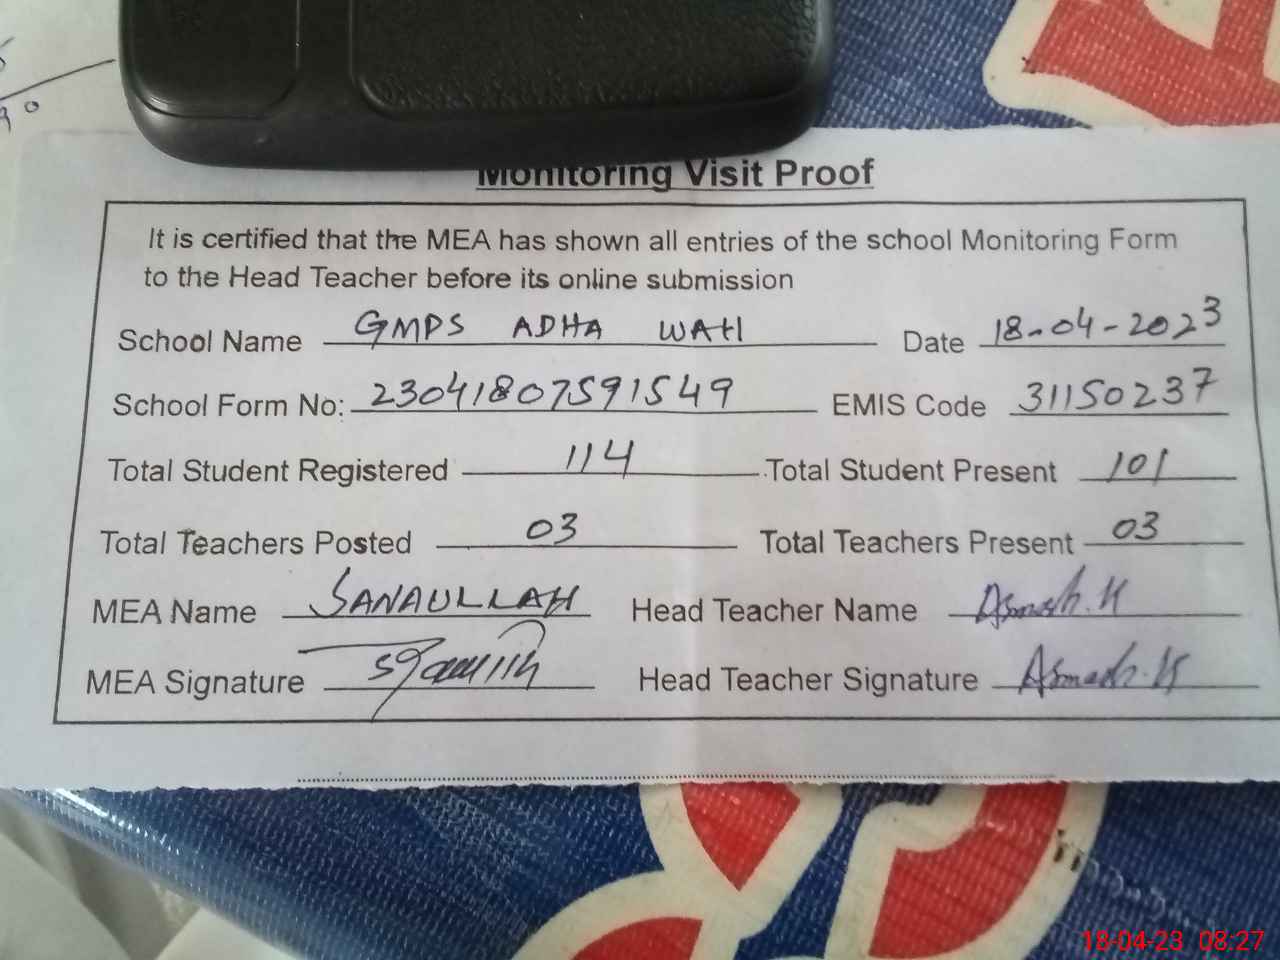 Monitoring Visit Proof
It is certified that the MEA has shown all entries of the school Monitoring Form
to the Head Teacher before its online submission
School Name GMPS ADHA WAHI Date 18-04-2023
School Form No: 23041807591549 EMIS Code 31150237
Total Student Registered 114 Total Student Present 101
Total Teachers Posted 03 Total Teachers Present 03
MEA Name SANAULLAH Head Teacher Name Asmash.K
MEA Signature Head Teacher Signature
18-04-23 08:27